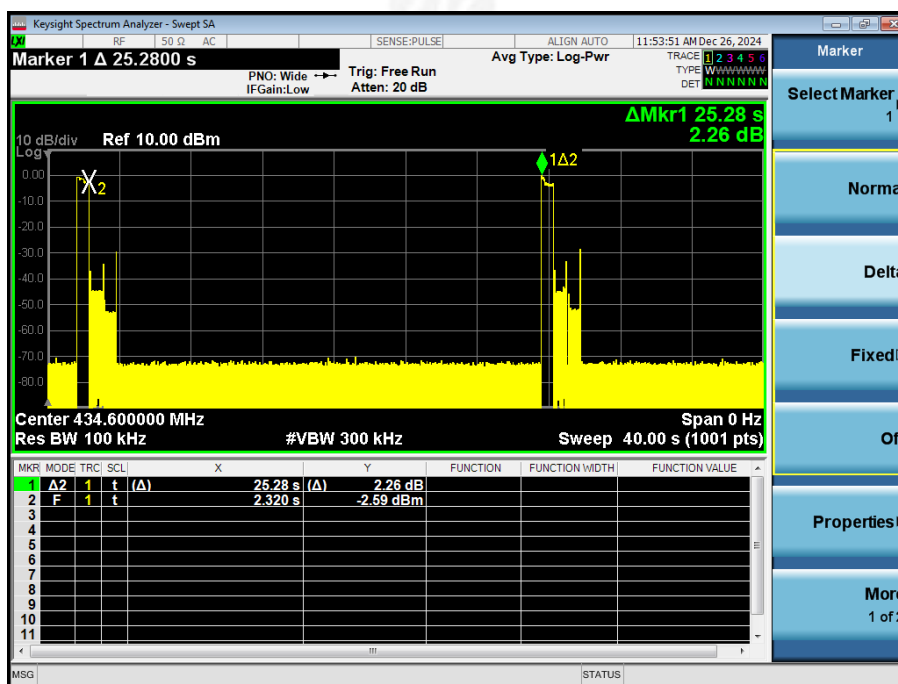 Keysight Spectrum Analyzer - Swept SA
LXI RF 50 Ω AC SENSE:PULSE ALIGN AUTO 11:53:51 AM Dec 26, 2024
Marker 1 Δ 25.2800 s
PNO: Wide
IFGain:Low
Trig: Free Run
Atten: 20 dB
Avg Type: Log-Pwr
TRACE 1 2 3 4 5 6
TYPE WWWWWW
DET N N N N N N
ΔMkr1 25.28 s
2.26 dB
10 dB/div Ref 10.00 dBm
Log
0.00
-10.0
-20.0
-30.0
-40.0
-50.0
-60.0
-70.0
-80.0
X2
1Δ2
Center 434.600000 MHz Span 0 Hz
Res BW 100 kHz #VBW 300 kHz Sweep 40.00 s (1001 pts)
MKR MODE TRC SCL X Y FUNCTION FUNCTION WIDTH FUNCTION VALUE
1 Δ2 1 t (Δ) 25.28 s (Δ) 2.26 dB
2 F 1 t 2.320 s -2.59 dBm
3
4
5
6
7
8
9
10
11
MSG STATUS
Marker
Select Marker
1
Norma
Delta
Fixed
Of
Properties
More
1 of 2